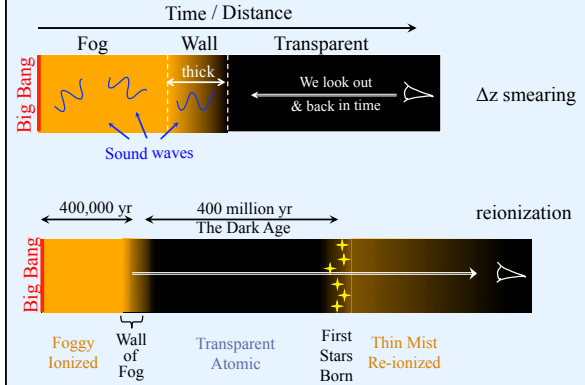 Time / Distance
Fog
Wall
Transparent
Big Bang
thick
We look out
& back in time
Δz smearing
Sound waves
400,000 yr
400 million yr
The Dark Age
reionization
Big Bang
Foggy
Ionized
Wall
of
Fog
Transparent
Atomic
First
Stars
Born
Thin Mist
Re-ionized